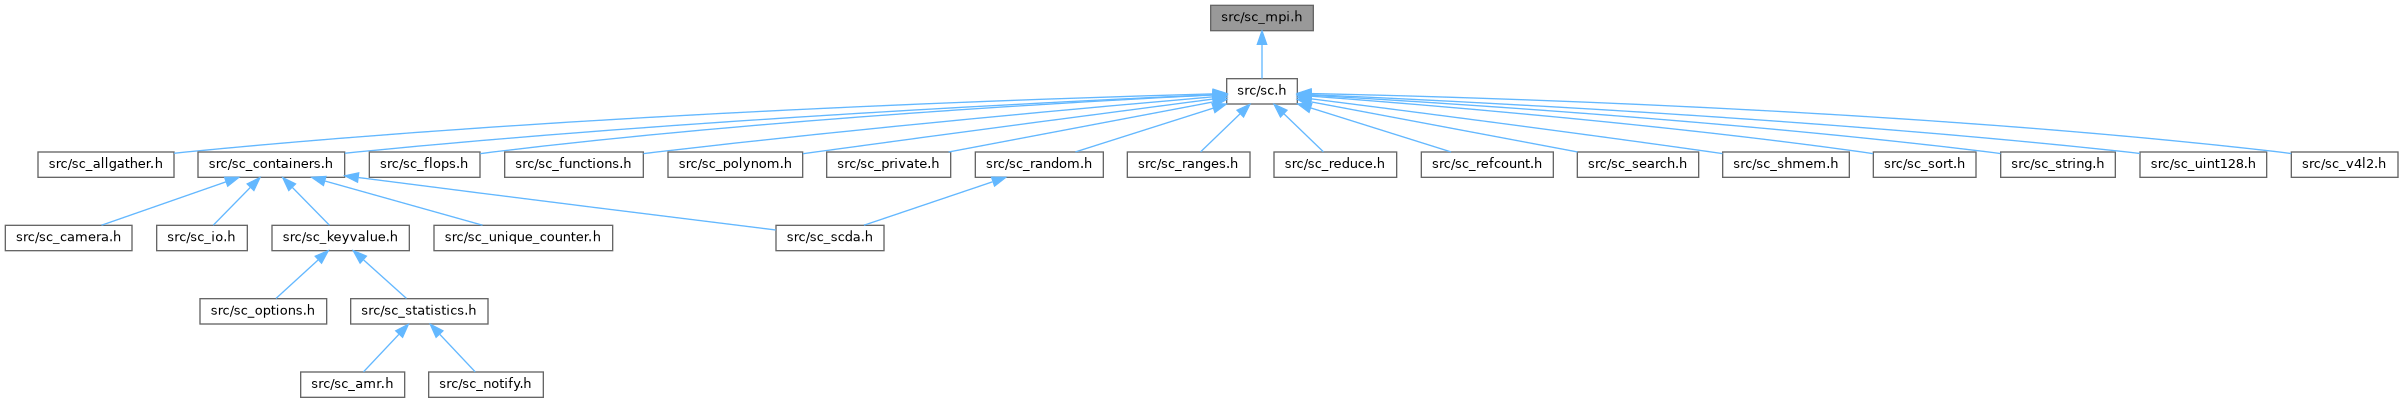 src/sc_mpi.h
src/sc.h
src/sc_allgather.h
src/sc_containers.h
src/sc_flops.h
src/sc_functions.h
src/sc_polynom.h
src/sc_private.h
src/sc_random.h
src/sc_ranges.h
src/sc_reduce.h
src/sc_refcount.h
src/sc_search.h
src/sc_shmem.h
src/sc_sort.h
src/sc_string.h
src/sc_uint128.h
src/sc_v4l2.h
src/sc_camera.h
src/sc_io.h
src/sc_keyvalue.h
src/sc_unique_counter.h
src/sc_scda.h
src/sc_options.h
src/sc_statistics.h
src/sc_amr.h
src/sc_notify.h